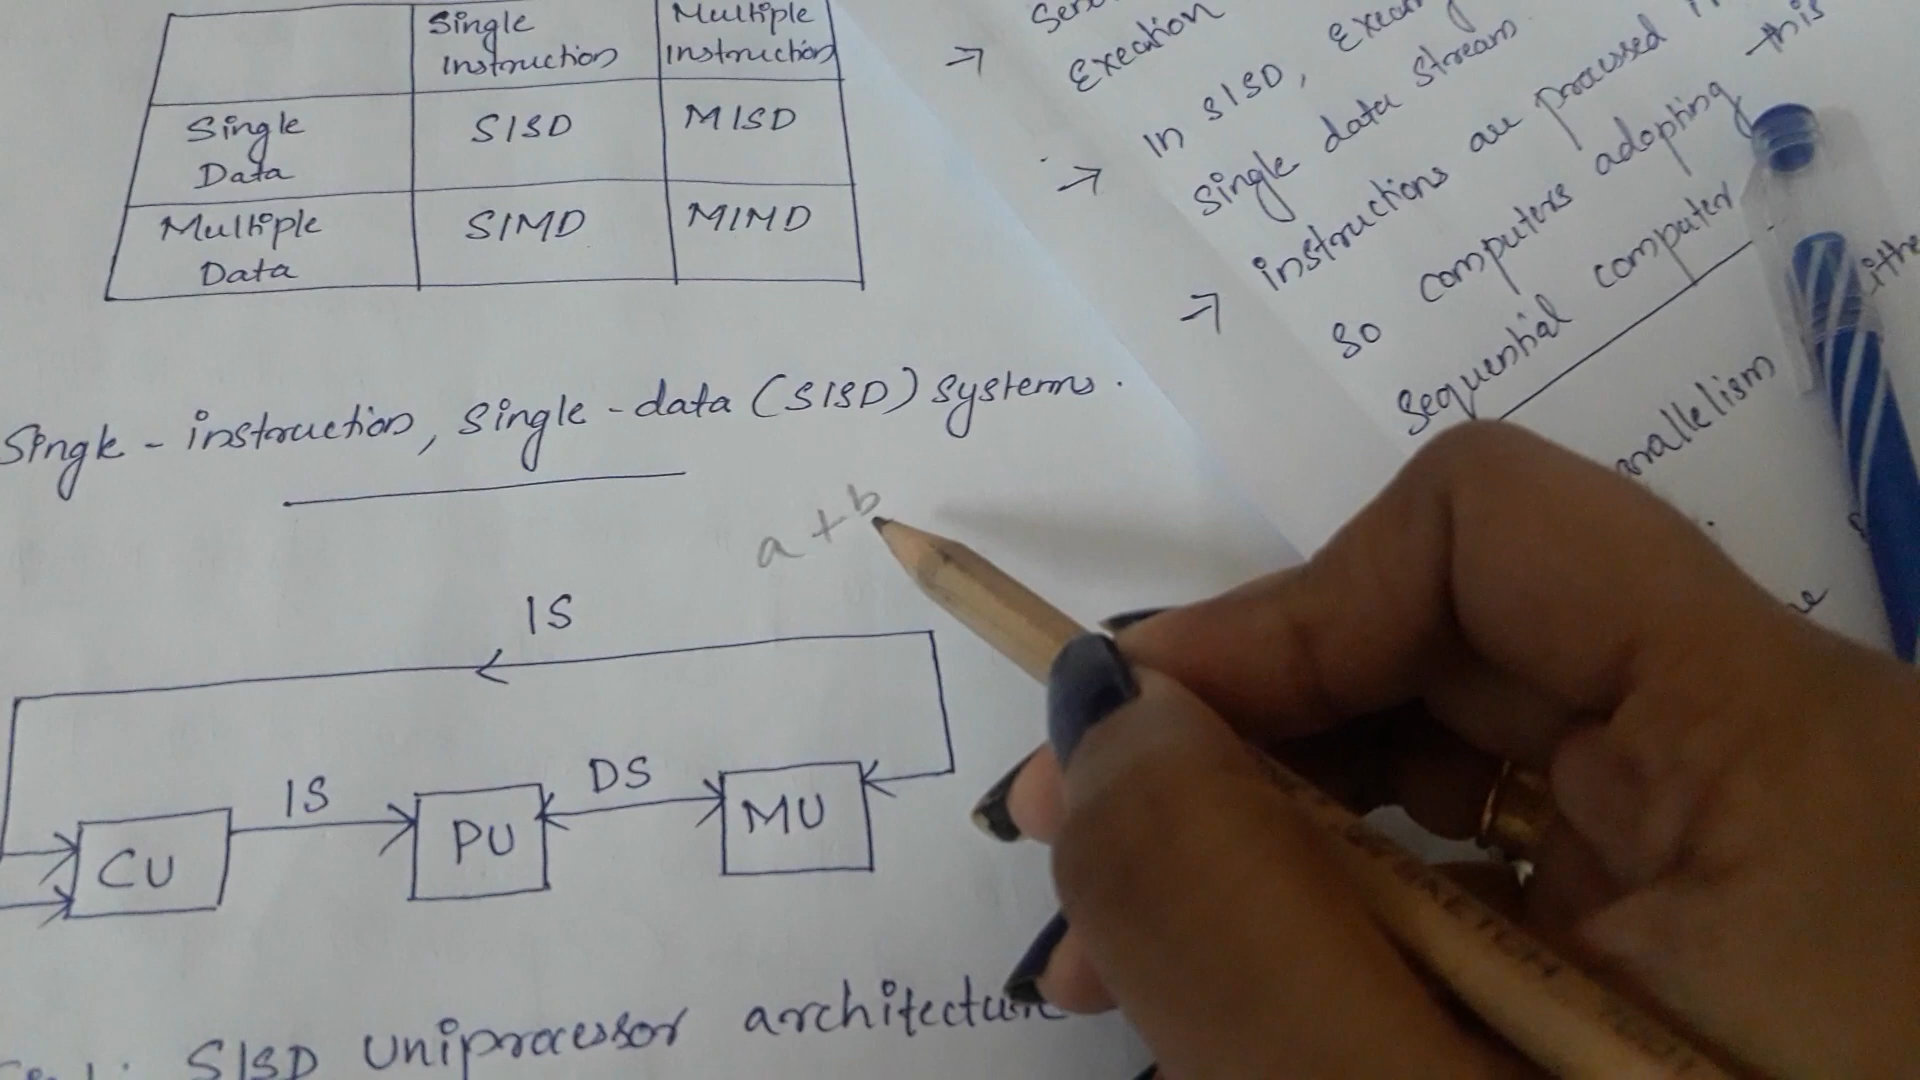 Single Instruction
Multiple Instruction
Single Data
SISD
MISD
Multiple Data
SIMD
MIMD
Single - instruction, Single - data (SISD) Systems.
a + b
IS
IS
DS
CU
PU
MU
SISD Uniprocessor
→ Execution
→ In SISD,
Single data stream
→ instructions are processed
So computers adopting this
Sequential computer